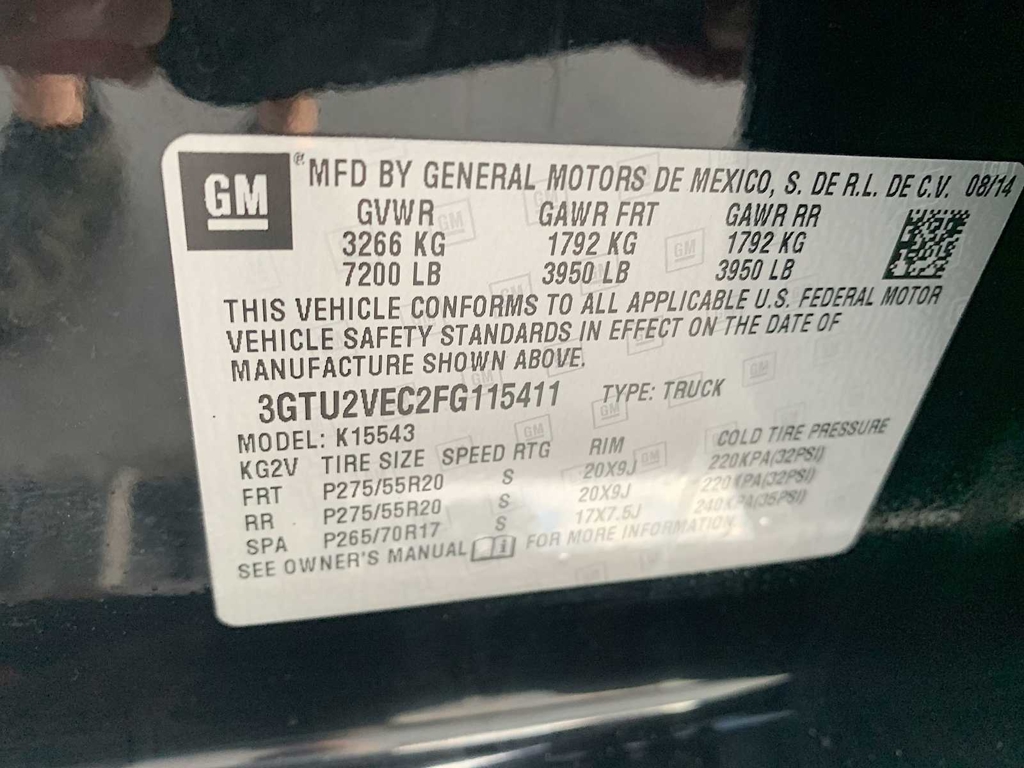 GM
® MFD BY GENERAL MOTORS DE MEXICO, S. DE R.L. DE C.V. 08/14
GVWR GAWR FRT GAWR RR
3266 KG 1792 KG 1792 KG
7200 LB 3950 LB 3950 LB
THIS VEHICLE CONFORMS TO ALL APPLICABLE U.S. FEDERAL MOTOR
VEHICLE SAFETY STANDARDS IN EFFECT ON THE DATE OF
MANUFACTURE SHOWN ABOVE.
3GTU2VEC2FG115411 TYPE: TRUCK
MODEL: K15543
KG2V TIRE SIZE SPEED RTG RIM COLD TIRE PRESSURE
FRT P275/55R20 S 20X9J 220KPA(32PSI)
RR P275/55R20 S 20X9J 220KPA(32PSI)
SPA P265/70R17 S 17X7.5J 240KPA(35PSI)
SEE OWNER'S MANUAL i FOR MORE INFORMATION.